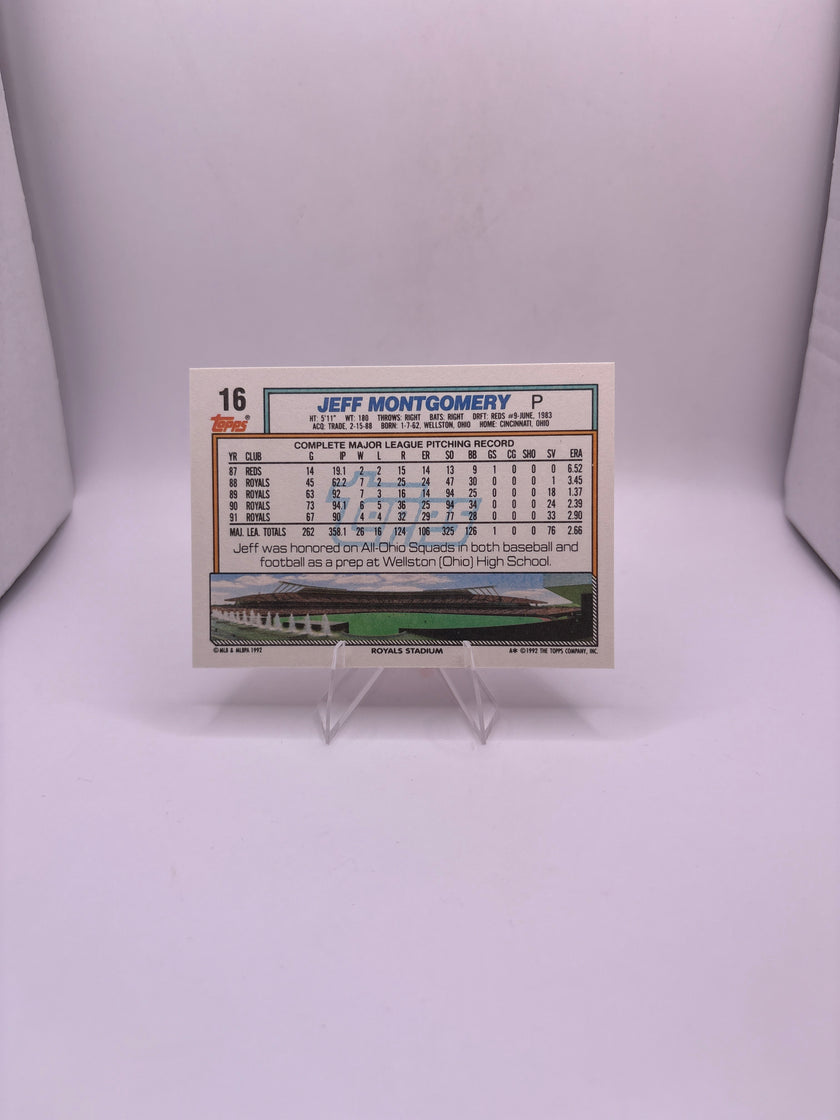 16
Topps®
JEFF MONTGOMERY P
HT: 5'11" WT: 180 THROWS: RIGHT BATS: RIGHT DRFT: REDS #9-JUNE, 1983
ACQ: TRADE, 2-15-88 BORN: 1-7-62, WELLSTON, OHIO HOME: CINCINNATI, OHIO
COMPLETE MAJOR LEAGUE PITCHING RECORD
YR CLUB G IP W L R ER SO BB GS CG SHO SV ERA
87 REDS 14 19.1 2 2 15 14 13 9 1 0 0 0 6.52
88 ROYALS 45 62.2 7 2 25 24 47 30 0 0 0 1 3.45
89 ROYALS 63 92 7 3 16 14 94 25 0 0 0 18 1.37
90 ROYALS 73 94.1 6 5 36 25 94 34 0 0 0 24 2.39
91 ROYALS 67 90 4 4 32 29 77 28 0 0 0 33 2.90
MAJ. LEA. TOTALS 262 358.1 26 16 124 106 325 126 1 0 0 76 2.66
Topps
Jeff was honored on All-Ohio Squads in both baseball and
football as a prep at Wellston (Ohio) High School.
© MLB & MLBPA 1992 ROYALS STADIUM A* © 1992 THE TOPPS COMPANY, INC.